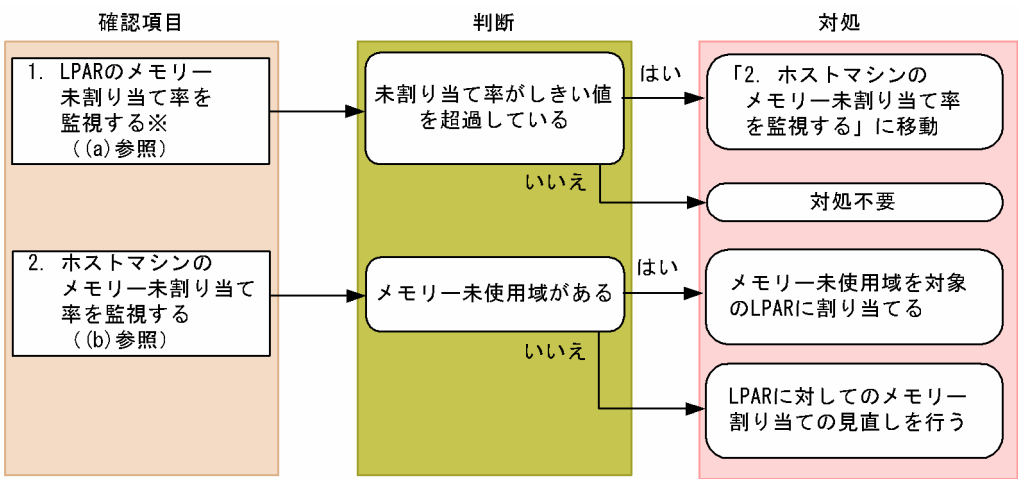 確認項目
判断
対処
1. LPARのメモリー
未割り当て率を
監視する※
((a)参照)
未割り当て率がしきい値
を超過している
はい
「2. ホストマシンの
メモリー未割り当て率
を監視する」に移動
いいえ
対処不要
2. ホストマシンの
メモリー未割り当て
率を監視する
((b)参照)
メモリー未使用域がある
はい
メモリー未使用域を対象
のLPARに割り当てる
いいえ
LPARに対してのメモリー
割り当ての見直しを行う